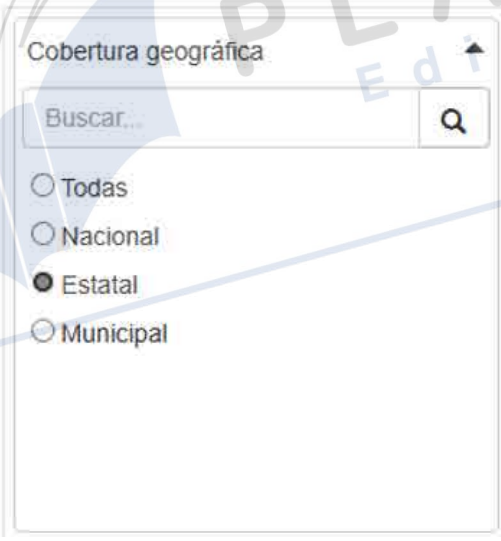 Cobertura geográfica
Buscar...
Todas
Nacional
Estatal
Municipal